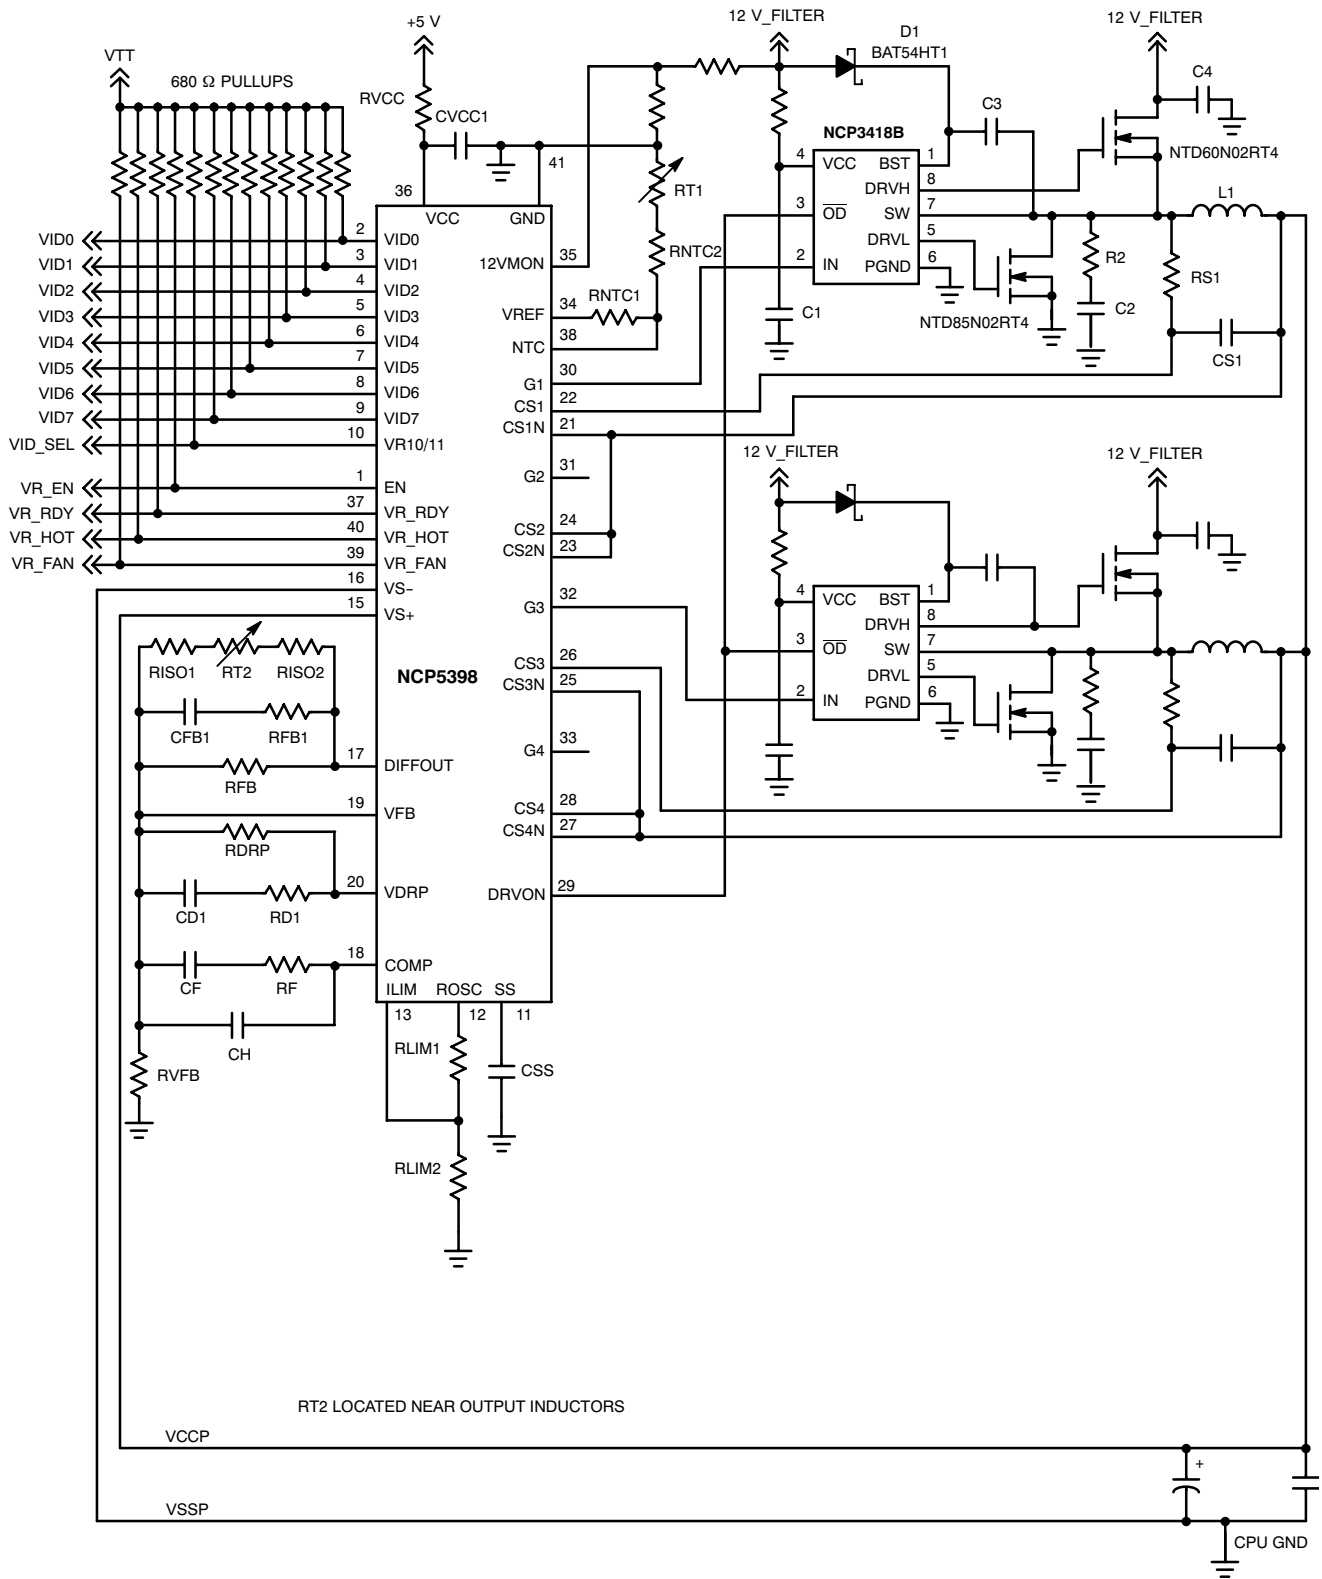 +5 V
12 V_FILTER
D1
BAT54HT1
12 V_FILTER
VTT
680 Ω PULLUPS
RVCC
CVCC1
C4
C3
NCP3418B
NTD60N02RT4
41
36
VCC
GND
RT1
4 VCC
BST 1
DRVH 8
3 OD
SW 7
DRVL 5
2 IN
PGND 6
L1
R2
RS1
C2
CS1
C1
NTD85N02RT4
RNTC2
RNTC1
VID0 2 VID0
VID1 3 VID1
VID2 4 VID2
VID3 5 VID3
VID4 6 VID4
VID5 7 VID5
VID6 8 VID6
VID7 9 VID7
VID_SEL 10 VR10/11
VR_EN 1 EN
VR_RDY 37 VR_RDY
VR_HOT 40 VR_HOT
VR_FAN 39 VR_FAN
16 VS−
15 VS+
12VMON 35
VREF 34
NTC 38
G1 30
CS1 22
CS1N 21
G2 31
CS2 24
CS2N 23
G3 32
CS3 26
CS3N 25
G4 33
CS4 28
CS4N 27
DRVON 29
NCP5398
12 V_FILTER
12 V_FILTER
4 VCC
BST 1
DRVH 8
3 OD
SW 7
DRVL 5
2 IN
PGND 6
RISO1
RT2
RISO2
CFB1
RFB1
17 DIFFOUT
RFB
19 VFB
RDRP
20 VDRP
CD1
RD1
18 COMP
CF
RF
CH
RVFB
ILIM
ROSC
SS
13
12
11
RLIM1
CSS
RLIM2
RT2 LOCATED NEAR OUTPUT INDUCTORS
VCCP
+
VSSP
CPU GND